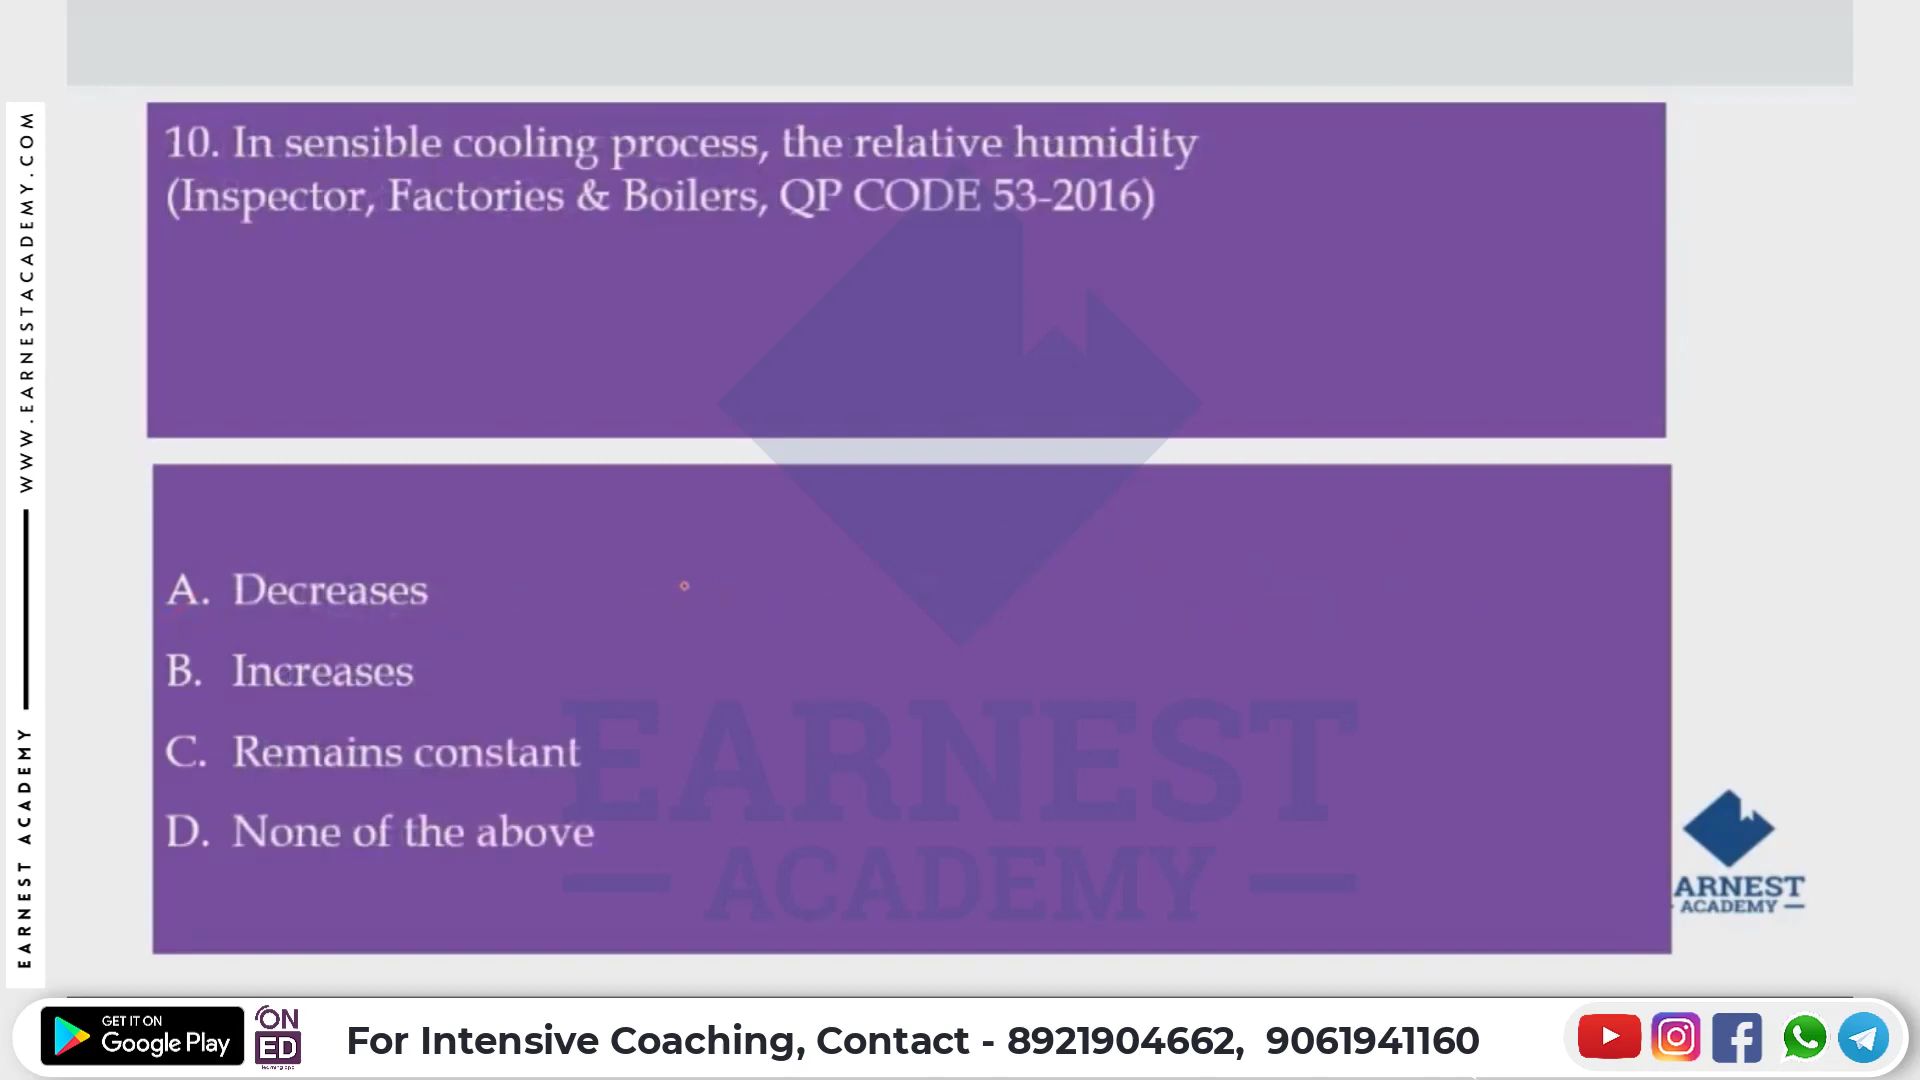 10. In sensible cooling process, the relative humidity
(Inspector, Factories & Boilers, QP CODE 53-2016)
A. Decreases
B. Increases
C. Remains constant
D. None of the above
EARNEST
ACADEMY
ARNEST
ACADEMY
EARNEST ACADEMY
WWW.EARNESTACADEMY.COM
GET IT ON
Google Play
ON
ED
For Intensive Coaching, Contact - 8921904662, 9061941160